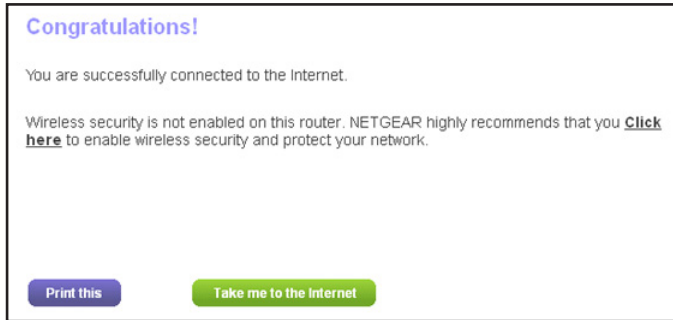 Congratulations!
You are successfully connected to the Internet.
Wireless security is not enabled on this router. NETGEAR highly recommends that you Click
here to enable wireless security and protect your network.
Print this
Take me to the Internet